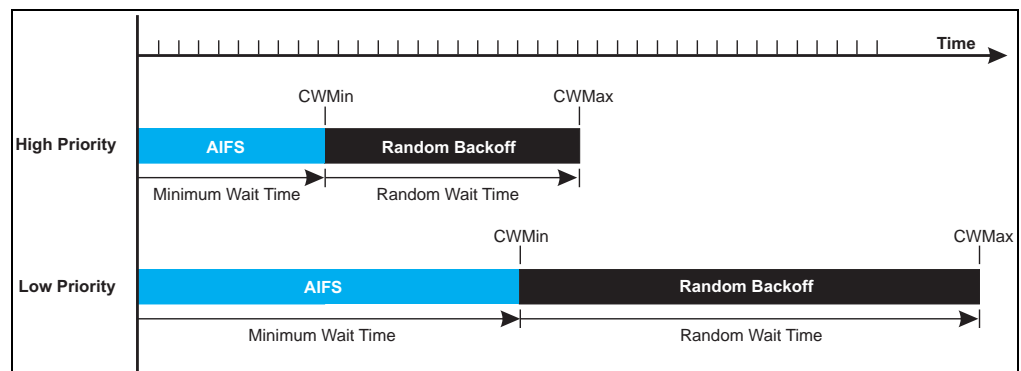 Time
CWMin CWMax
High Priority AIFS Random Backoff
Minimum Wait Time Random Wait Time
CWMin CWMax
Low Priority AIFS Random Backoff
Minimum Wait Time Random Wait Time